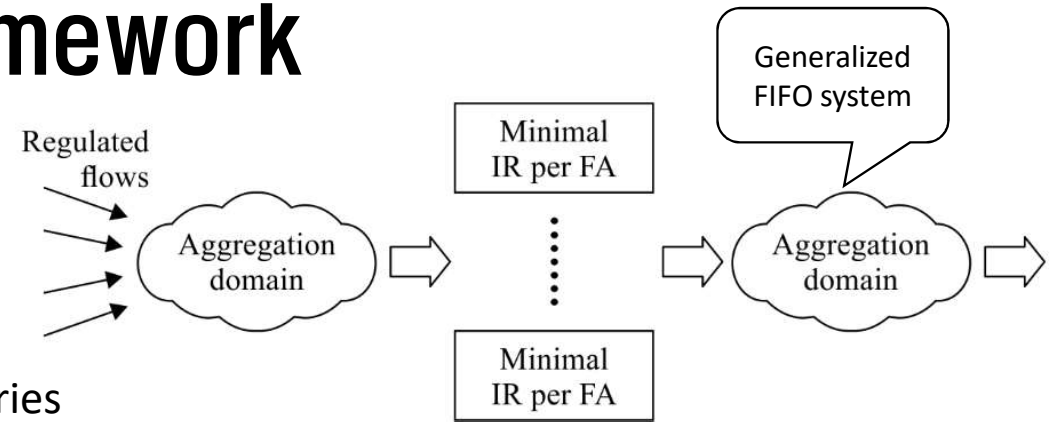 mework
Generalized
FIFO system
Regulated
flows
Minimal
IR per FA
Aggregation
domain
Aggregation
domain
Minimal
IR per FA
ries